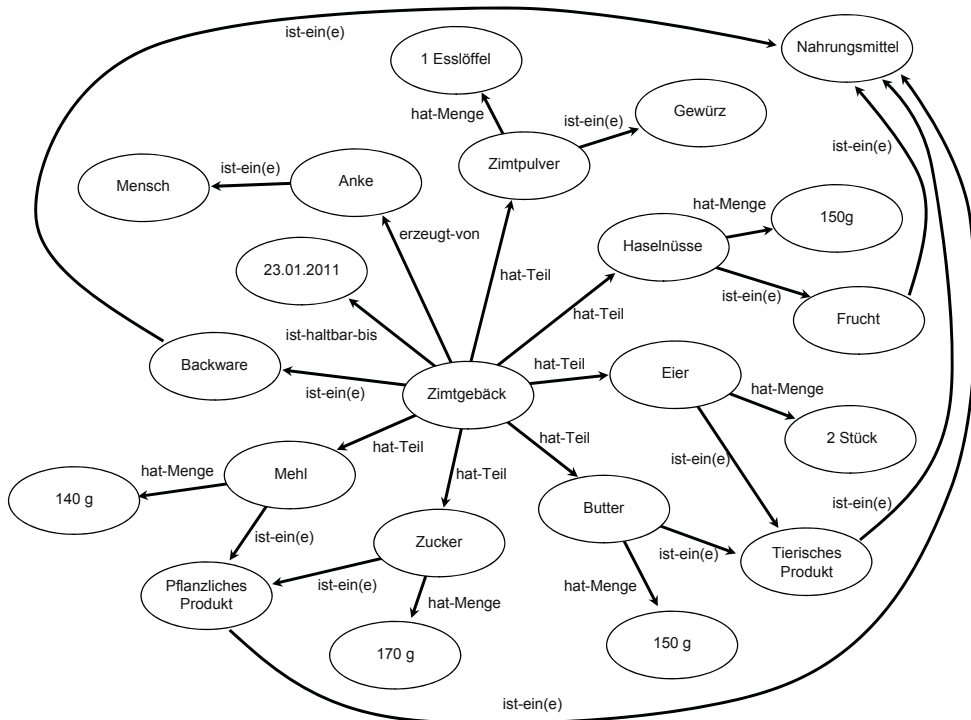 ist-ein(e)
Nahrungsmittel
1 Esslöffel
hat-Menge
ist-ein(e)
Gewürz
ist-ein(e)
Zimtpulver
Mensch
ist-ein(e)
Anke
hat-Menge
150g
erzeugt-von
Haselnüsse
23.01.2011
hat-Teil
ist-ein(e)
Frucht
hat-Teil
ist-haltbar-bis
Backware
hat-Teil
Eier
ist-ein(e)
Zimtgebäck
hat-Menge
2 Stück
hat-Teil
hat-Teil
hat-Teil
ist-ein(e)
hat-Menge
Mehl
140 g
Butter
ist-ein(e)
ist-ein(e)
Zucker
ist-ein(e)
Tierisches
Produkt
Pflanzliches
Produkt
ist-ein(e)
hat-Menge
hat-Menge
170 g
150 g
ist-ein(e)